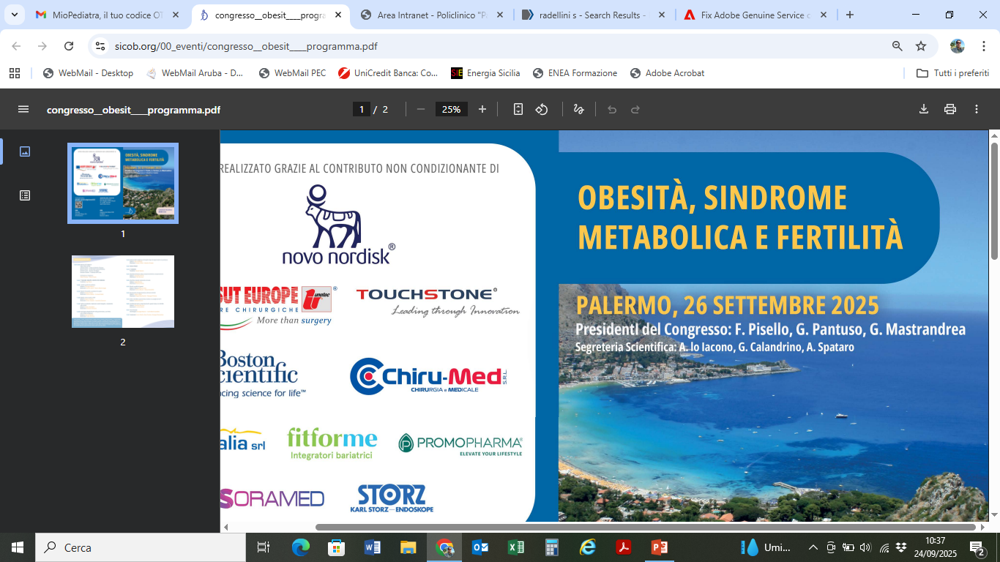 MioPediatra, il tuo codice OT
congresso__obesit____progra
Area Intranet - Policlinico "Pa
radellini s - Search Results -
Fix Adobe Genuine Service
sicob.org/00_eventi/congresso__obesit____programma.pdf
WebMail - Desktop
WebMail Aruba - D...
WebMail PEC
UniCredit Banca: Co...
SIE Energia Sicilia
ENEA Formazione
Adobe Acrobat
Tutti i preferiti
congresso__obesit____programma.pdf
1 / 2
25%
1
2
REALIZZATO GRAZIE AL CONTRIBUTO NON CONDIZIONANTE DI
novo nordisk®
SUT EUROPE ®
unotec
RE CHIRURGICHE
More than surgery
TOUCHSTONE®
Leading through Innovation
Boston
cientific
ncing science for life™
Chiru-Med S.R.L.
CHIRURGIA e MEDICALE
alia srl
fitforme
Integratori bariatrici
PROMOPHARMA®
ELEVATE YOUR LIFESTYLE
SORAMED
STORZ
KARL STORZ—ENDOSKOPE
OBESITÀ, SINDROME
METABOLICA E FERTILITÀ
PALERMO, 26 SETTEMBRE 2025
Presidenti del Congresso: F. Pisello, G. Pantuso, G. Mastrandrea
Segreteria Scientifica: A. lo Iacono, G. Calandrino, A. Spataro
Cerca
Umi...
10:37
24/09/2025
2